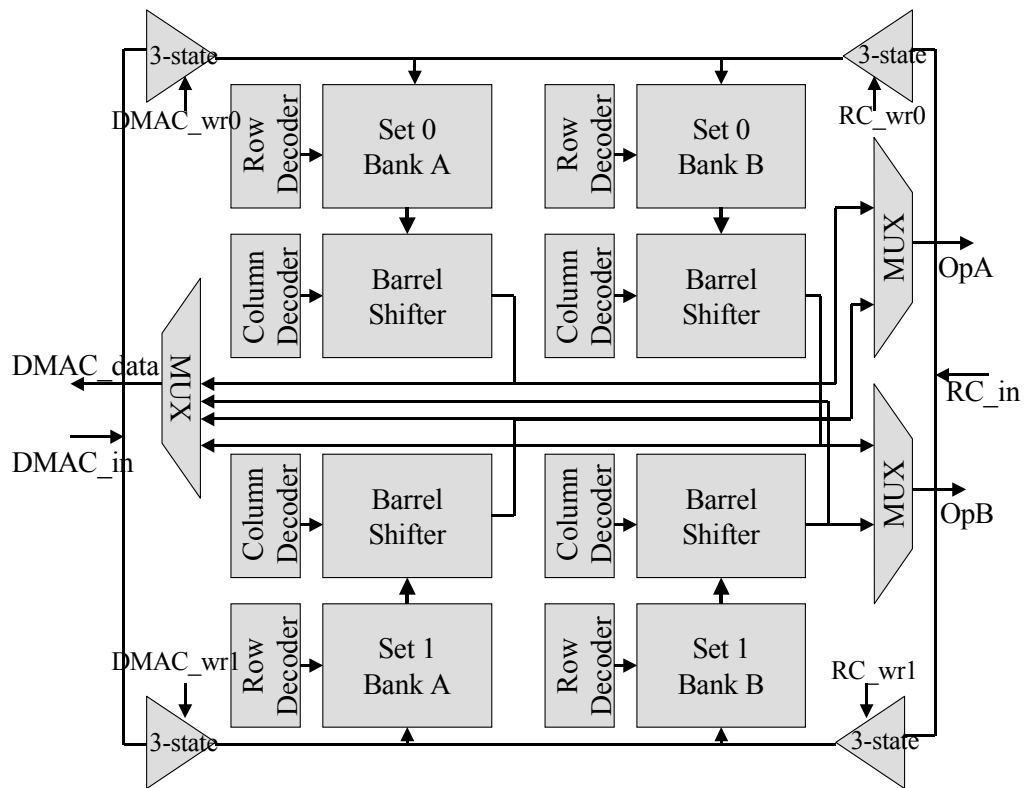 3-state
3-state
DMAC_wr0
RC_wr0
Row
Decoder
Set 0
Bank A
Row
Decoder
Set 0
Bank B
MUX
OpA
Column
Decoder
Barrel
Shifter
Column
Decoder
Barrel
Shifter
DMAC_data
MUX
RC_in
DMAC_in
Column
Decoder
Barrel
Shifter
Column
Decoder
Barrel
Shifter
MUX
OpB
DMAC_wr1
Row
Decoder
Set 1
Bank A
Row
Decoder
Set 1
Bank B
RC_wr1
3-state
3-state